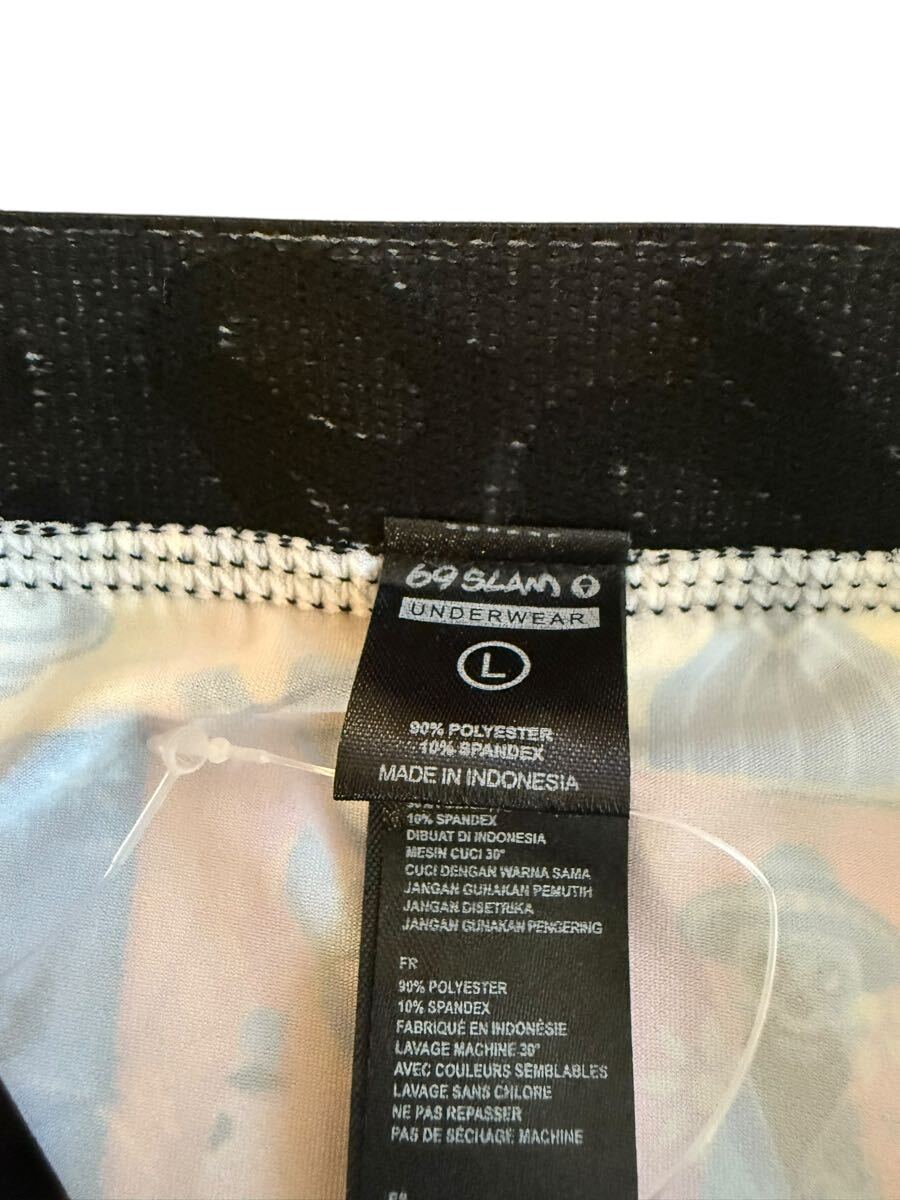 69SLAM
UNDERWEAR
L
90% POLYESTER
10% SPANDEX
MADE IN INDONESIA
10% SPANDEX
DIBUAT DI INDONESIA
MESIN CUCI 30°
CUCI DENGAN WARNA SAMA
JANGAN GUNAKAN PEMUTIH
JANGAN DISETRIKA
JANGAN GUNAKAN PENGERING
FR
90% POLYESTER
10% SPANDEX
FABRIQUÉ EN INDONÉSIE
LAVAGE MACHINE 30°
AVEC COULEURS SEMBLABLES
LAVAGE SANS CHLORE
NE PAS REPASSER
PAS DE SÉCHAGE MACHINE